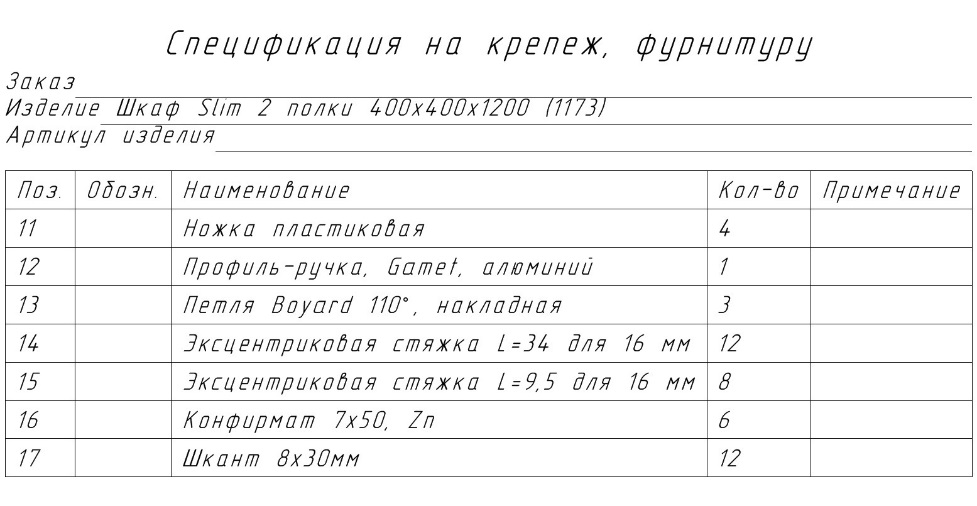 Спецификация на крепеж, фурнитуру
Заказ
Изделие Шкаф Slim 2 полки 400х400х1200 (1173)
Артикул изделия
Поз. Обозн. Наименование Кол-во Примечание
11 Ножка пластиковая 4
12 Профиль-ручка, Gamet, алюминий 1
13 Петля Boyard 110°, накладная 3
14 Эксцентриковая стяжка L=34 для 16 мм 12
15 Эксцентриковая стяжка L=9,5 для 16 мм 8
16 Конфирмат 7х50, Zn 6
17 Шкант 8х30мм 12